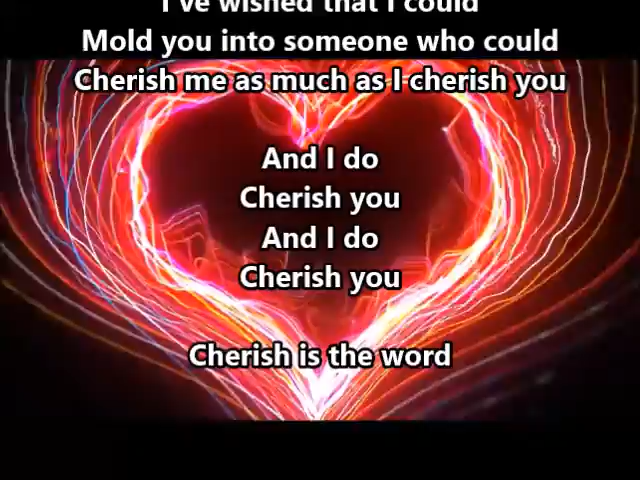 I've wished that I could
Mold you into someone who could
Cherish me as much as I cherish you
And I do
Cherish you
And I do
Cherish you
Cherish is the word